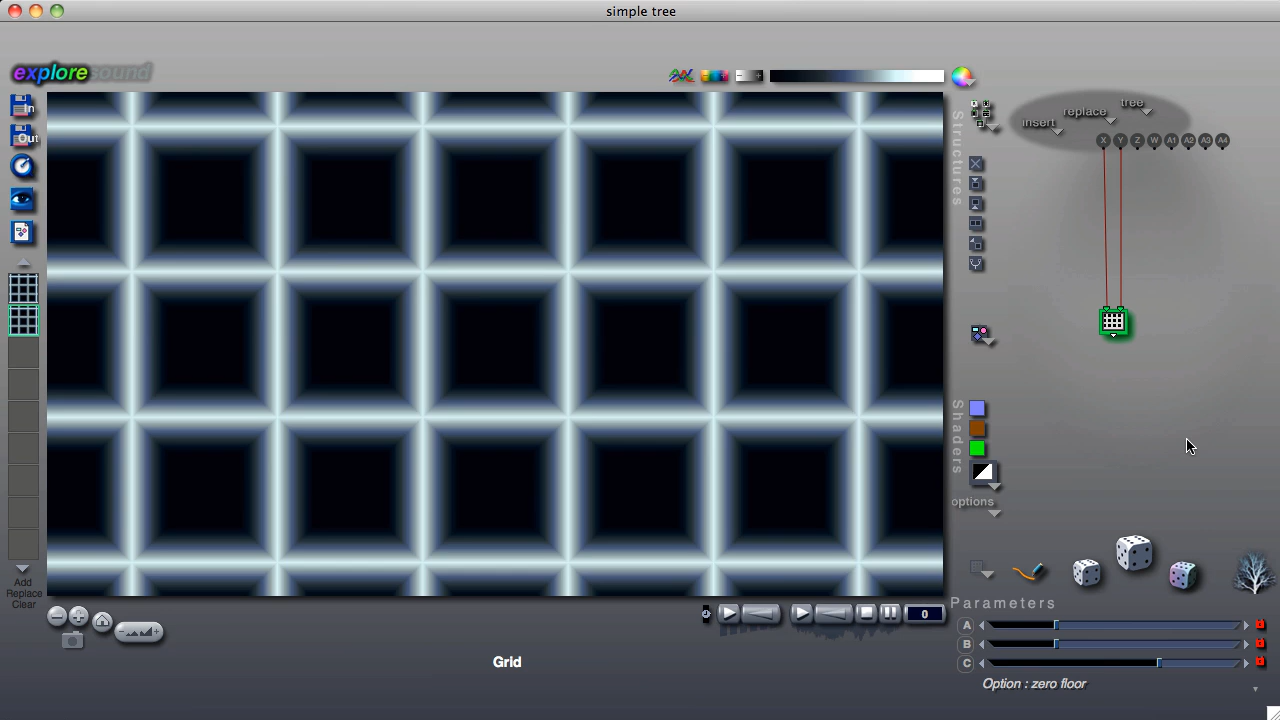 simple tree
explore sound
In
Out
insert replace tree
X Y Z W A1 A2 A3 A4
Structures
Shaders
options
Add
Replace
Clear
0
Grid
Parameters
A
B
C
Option : zero floor